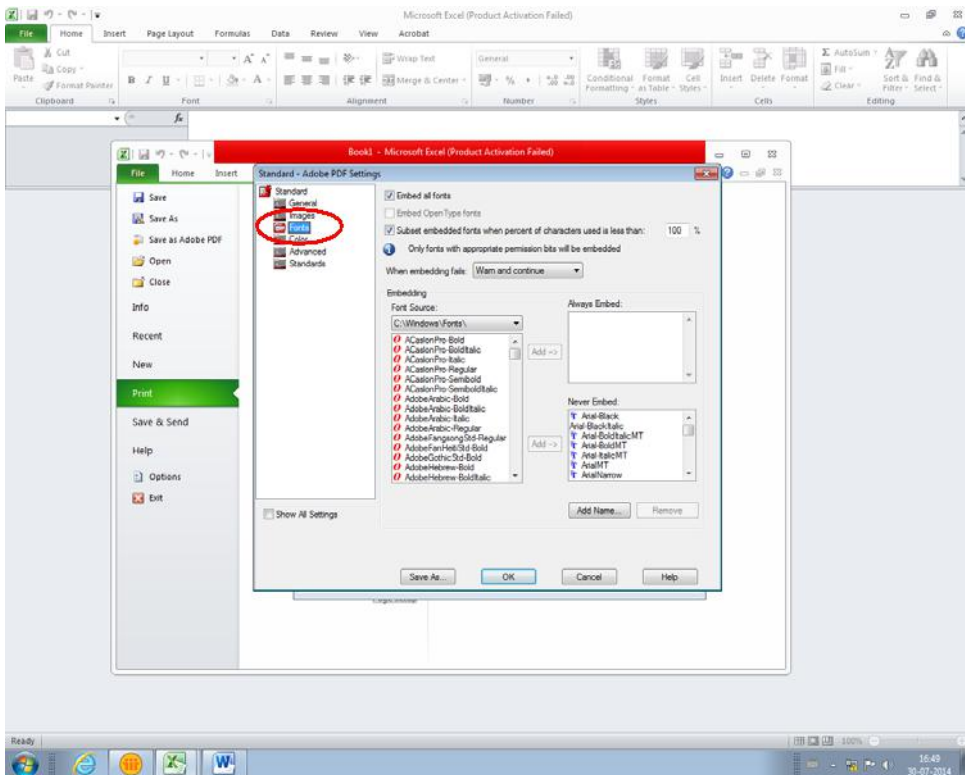 Microsoft Excel (Product Activation Failed)
File Home Insert Page Layout Formulas Data Review View Acrobat
Paste
Cut
Copy
Format Painter
Clipboard
B I U A A A
Font
Wrap Text
Merge & Center
Alignment
General
%
Number
Conditional Formatting
Format as Table
Cell Styles
Styles
Insert Delete Format
Cells
Σ AutoSum
Fill
Clear
Sort & Filter
Find & Select
Editing
fx
Book1 - Microsoft Excel (Product Activation Failed)
File Home Insert
Save
Save As
Save as Adobe PDF
Open
Close
Info
Recent
New
Print
Save & Send
Help
Options
Exit
Standard - Adobe PDF Settings
Standard
General
Images
Fonts
Color
Advanced
Standards
Show All Settings
Embed all fonts
Embed OpenType fonts
Subset embedded fonts when percent of characters used is less than: 100 %
Only fonts with appropriate permission bits will be embedded
When embedding fails: Warn and continue
Embedding
Font Source:
C:\Windows\Fonts\
ACaslonPro-Bold
ACaslonPro-BoldItalic
ACaslonPro-Italic
ACaslonPro-Regular
ACaslonPro-Semibold
ACaslonPro-SemiboldItalic
AdobeArabic-Bold
AdobeArabic-BoldItalic
AdobeArabic-Italic
AdobeArabic-Regular
AdobeFangsongStd-Regular
AdobeFanHeitiStd-Bold
AdobeGothicStd-Bold
AdobeHebrew-Bold
AdobeHebrew-BoldItalic
Add ->
Add ->
Always Embed:
Never Embed:
Arial-Black
Arial-BlackItalic
Arial-BoldItalicMT
Arial-BoldMT
Arial-ItalicMT
ArialMT
ArialNarrow
Add Name... Remove
Save As... OK Cancel Help
Ready
100%
16:49
30-07-2014